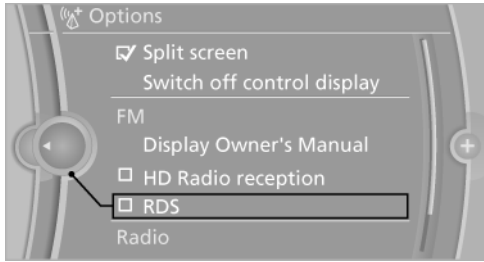 Options
Split screen
Switch off control display
FM
Display Owner's Manual
HD Radio reception
RDS
Radio